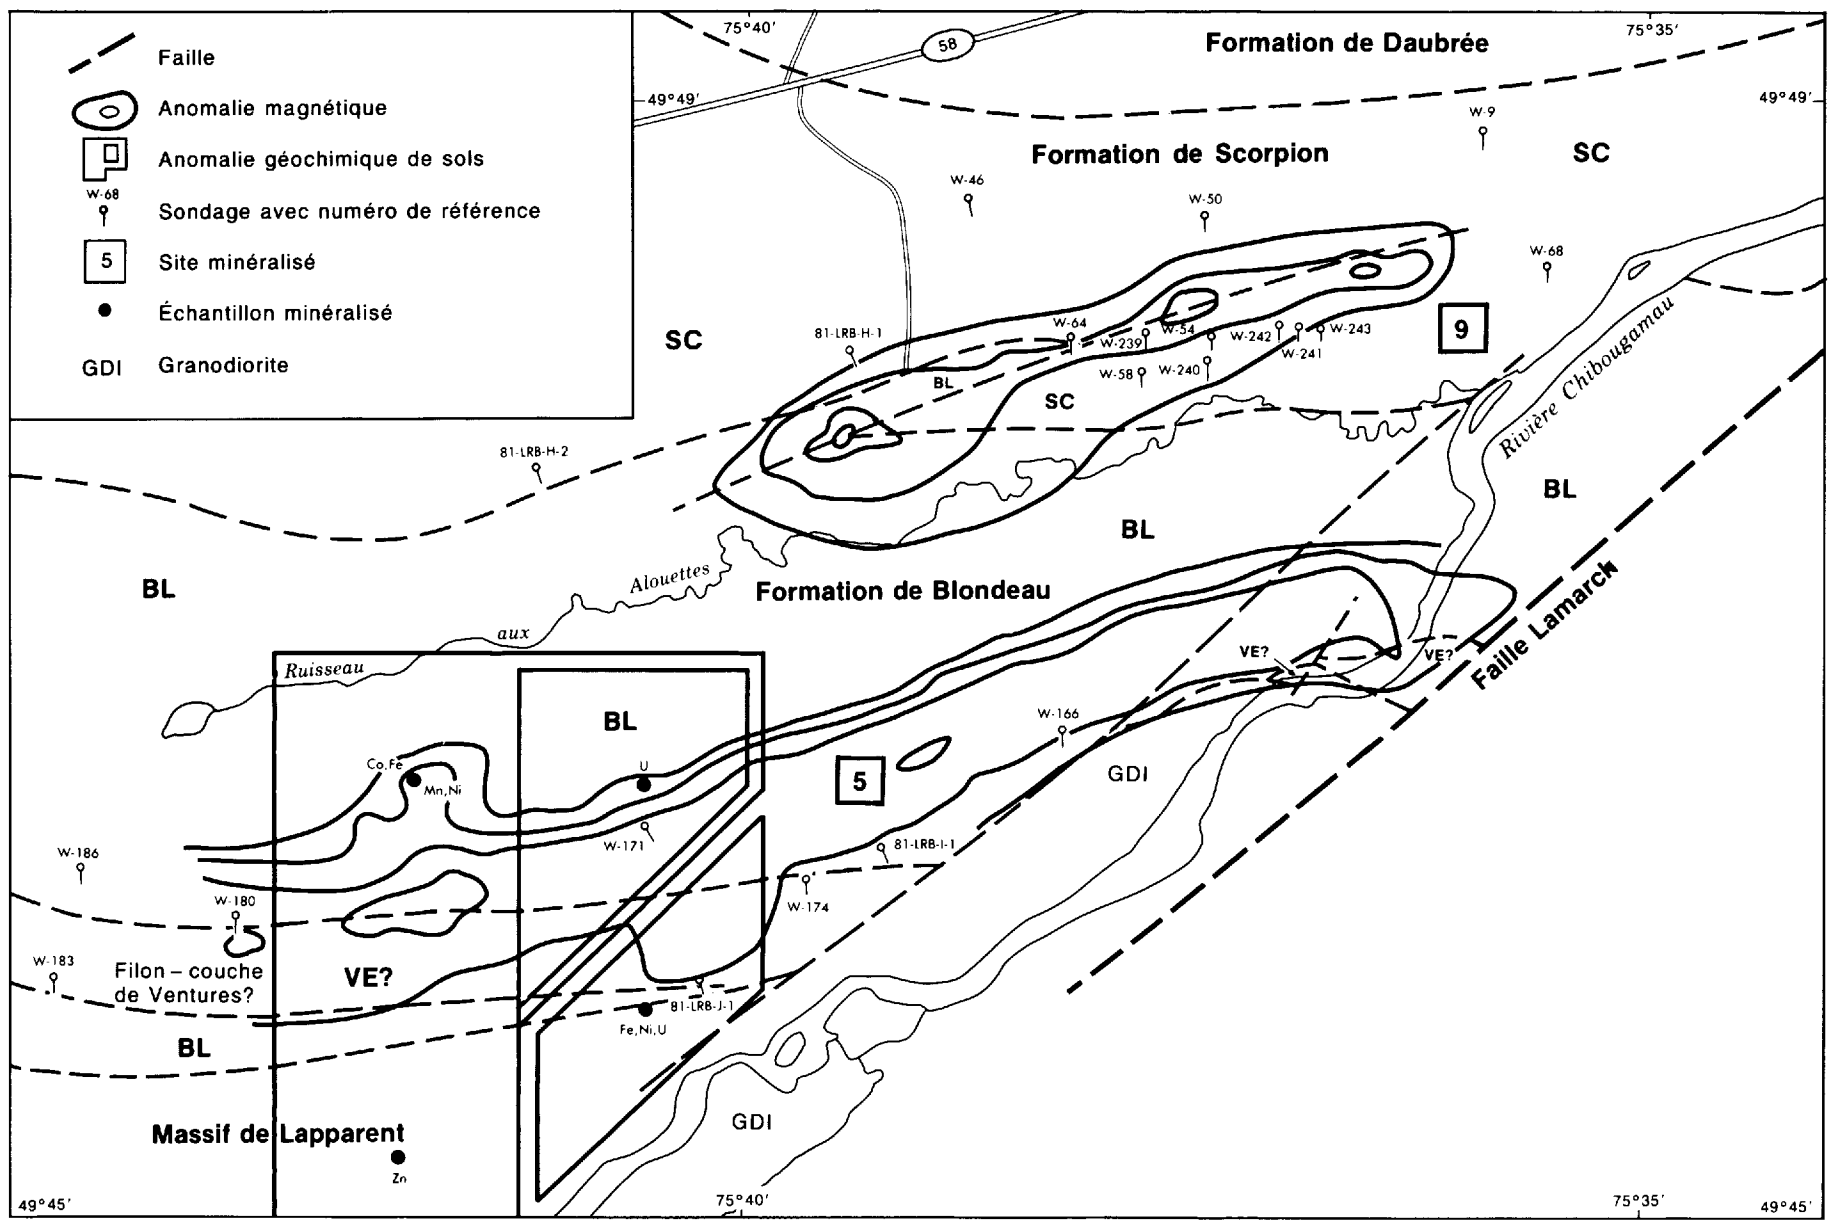 Faille
Anomalie magnétique
Anomalie géochimique de sols
W-68
Sondage avec numéro de référence
5
Site minéralisé
Échantillon minéralisé
GDI
Granodiorite
75°40'
58
Formation de Daubrée
75°35'
49°49'
49°49'
W-9
Formation de Scorpion
SC
W-46
W-50
W-68
SC
81-LRB-H-1
W-64
W-239
W-54
W-242
W-243
W-241
9
W-58
W-240
BL
SC
Rivière Chibougamau
81-LRB-H-2
BL
BL
BL
Alouettes
Formation de Blondeau
aux
Ruisseau
Faille Lamarck
VE?
VE?
BL
W-166
Co,Fe
Mn,Ni
U
5
GDI
W-171
81-LRB-I-1
W-186
W-180
W-174
W-183
Filon – couche
de Ventures?
VE?
81-LRB-J-1
Fe,Ni,U
BL
Massif de Lapparent
GDI
Zn
49°45'
75°40'
75°35'
49°45'